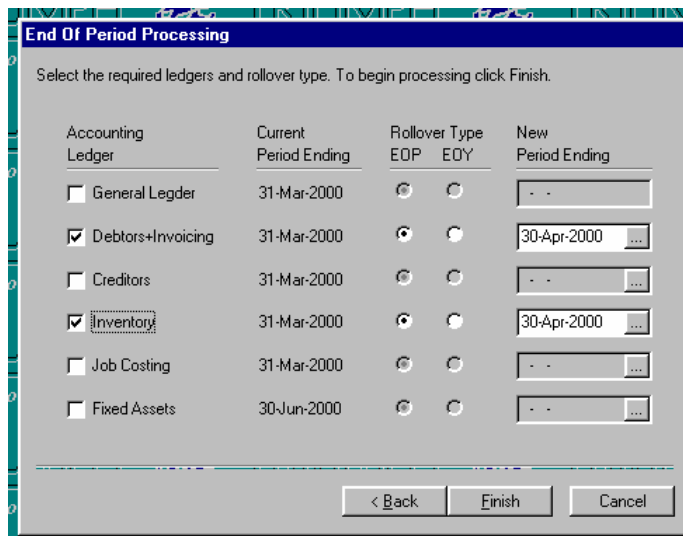 End Of Period Processing
Select the required ledgers and rollover type. To begin processing click Finish.
Accounting Current Rollover Type New
Ledger Period Ending EOP EOY Period Ending
General Legder 31-Mar-2000 - -
Debtors+Invoicing 31-Mar-2000 30-Apr-2000 ...
Creditors 31-Mar-2000 - - ...
Inventory 31-Mar-2000 30-Apr-2000 ...
Job Costing 31-Mar-2000 - - ...
Fixed Assets 30-Jun-2000 - - ...
< Back Finish Cancel